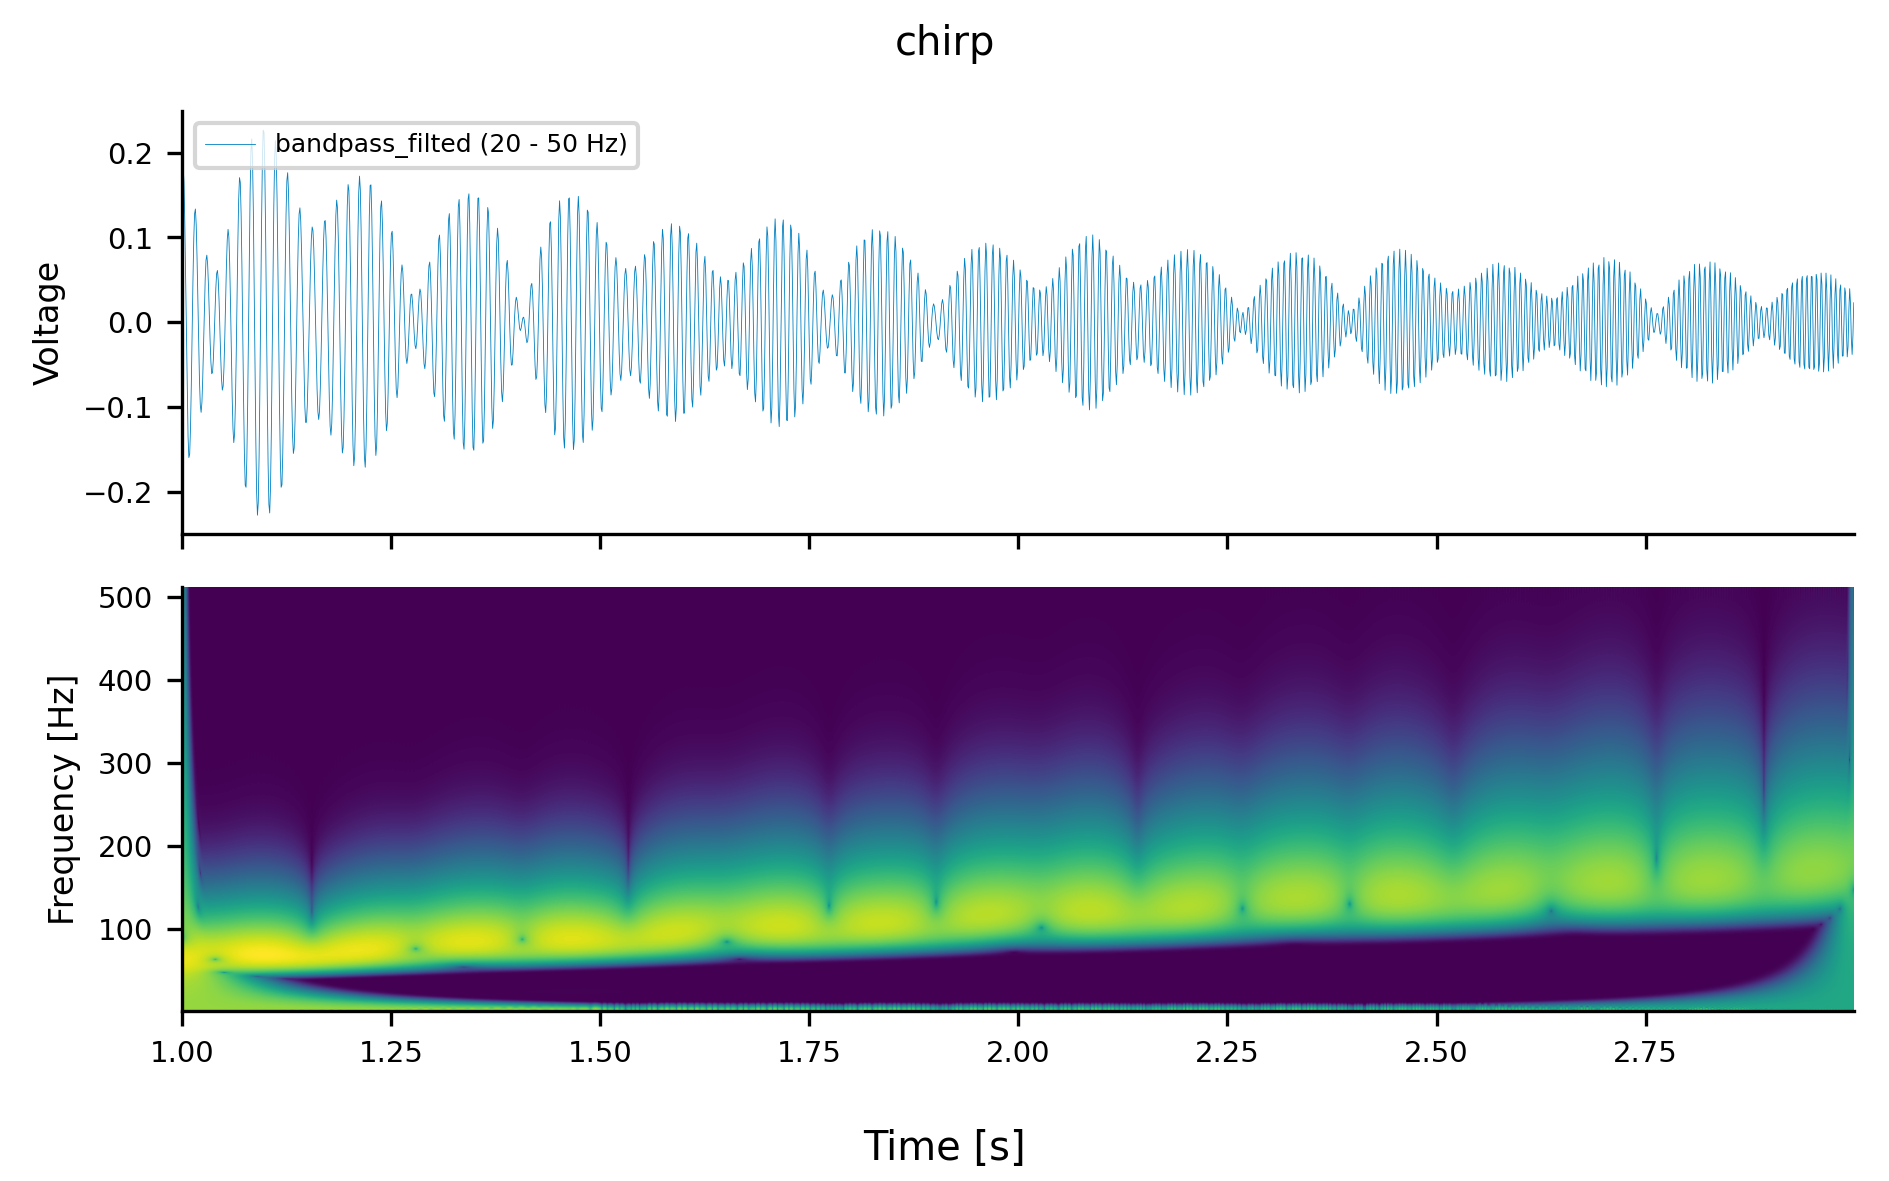 chirp
bandpass_filted (20 - 50 Hz)
0.2
0.1
0.0
−0.1
−0.2
Voltage
500
400
300
200
100
Frequency [Hz]
1.00 1.25 1.50 1.75 2.00 2.25 2.50 2.75
Time [s]